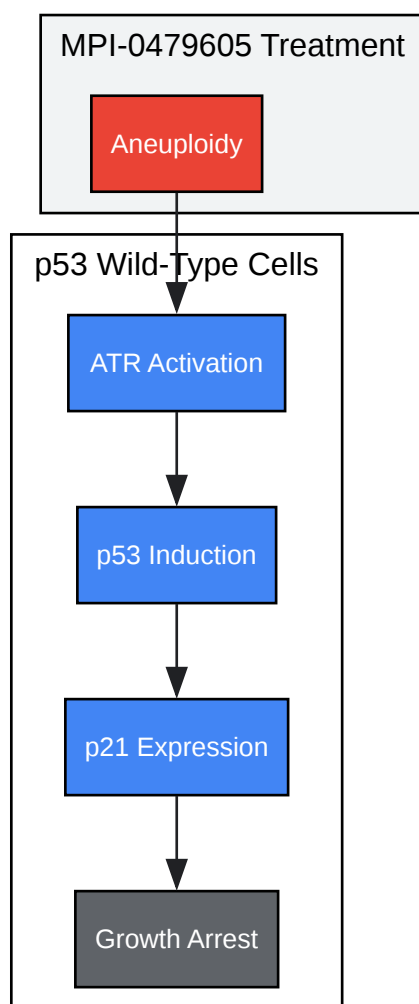 MPI-0479605 Treatment
Aneuploidy
p53 Wild-Type Cells
ATR Activation
p53 Induction
p21 Expression
Growth Arrest